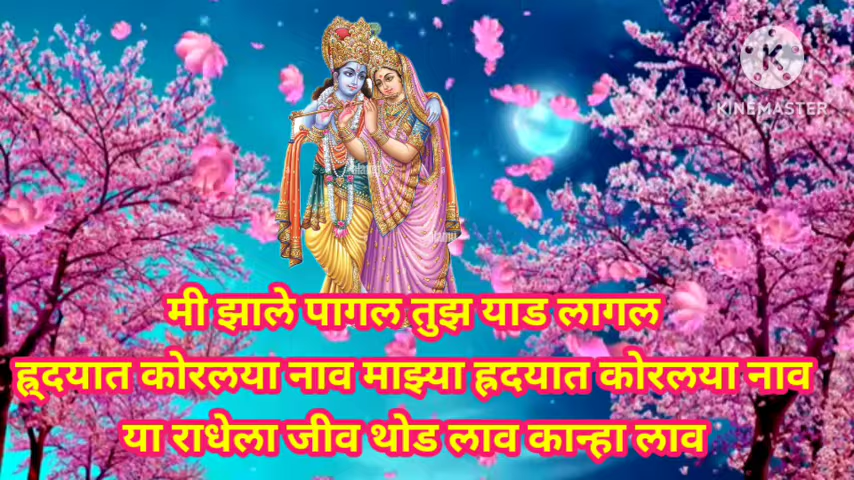 KINEMASTER
मी झाले पागल तुझ याड लागल
ह्र्दयात कोरलया नाव माझ्या ह्रदयात कोरलया नाव
या राधेला जीव थोड लाव कान्हा लाव